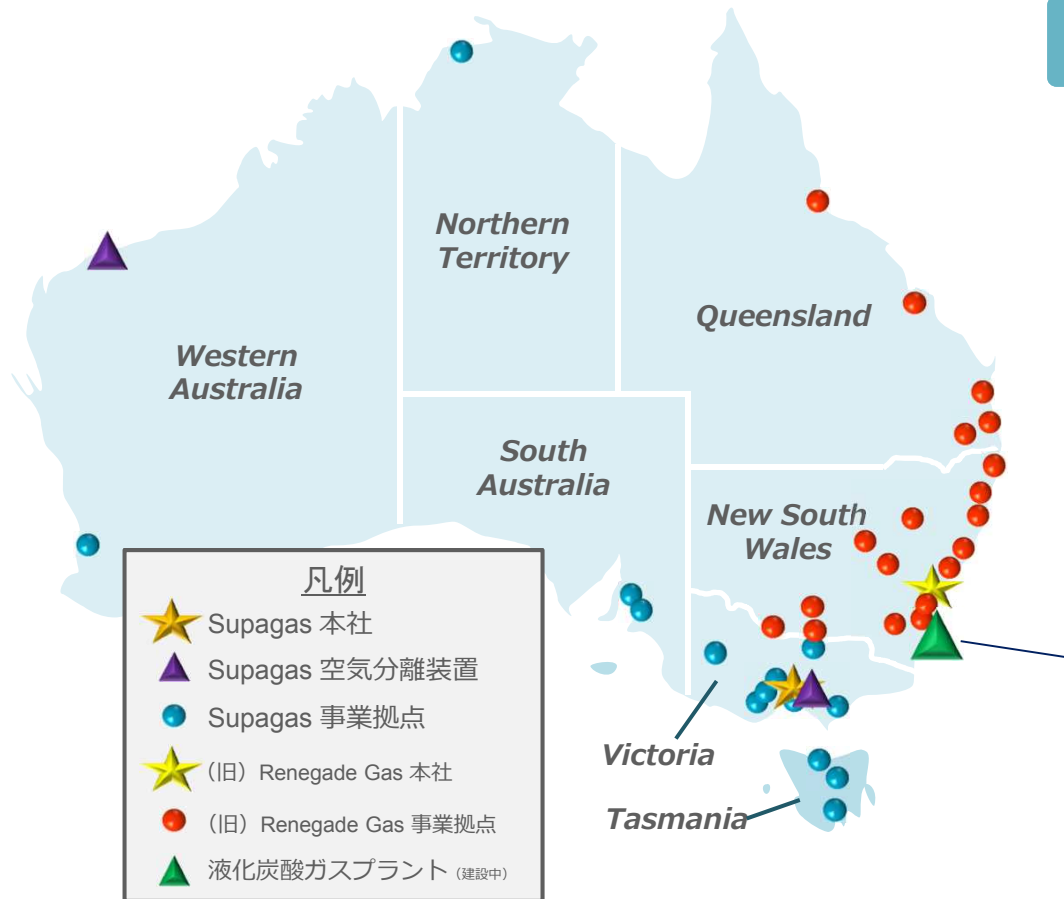 Northern
Territory
Queensland
Western
Australia
South
Australia
New South
Wales
Victoria
Tasmania
凡例
Supagas 本社
Supagas 空気分離装置
Supagas 事業拠点
（旧）Renegade Gas 本社
（旧）Renegade Gas 事業拠点
液化炭酸ガスプラント（建設中）